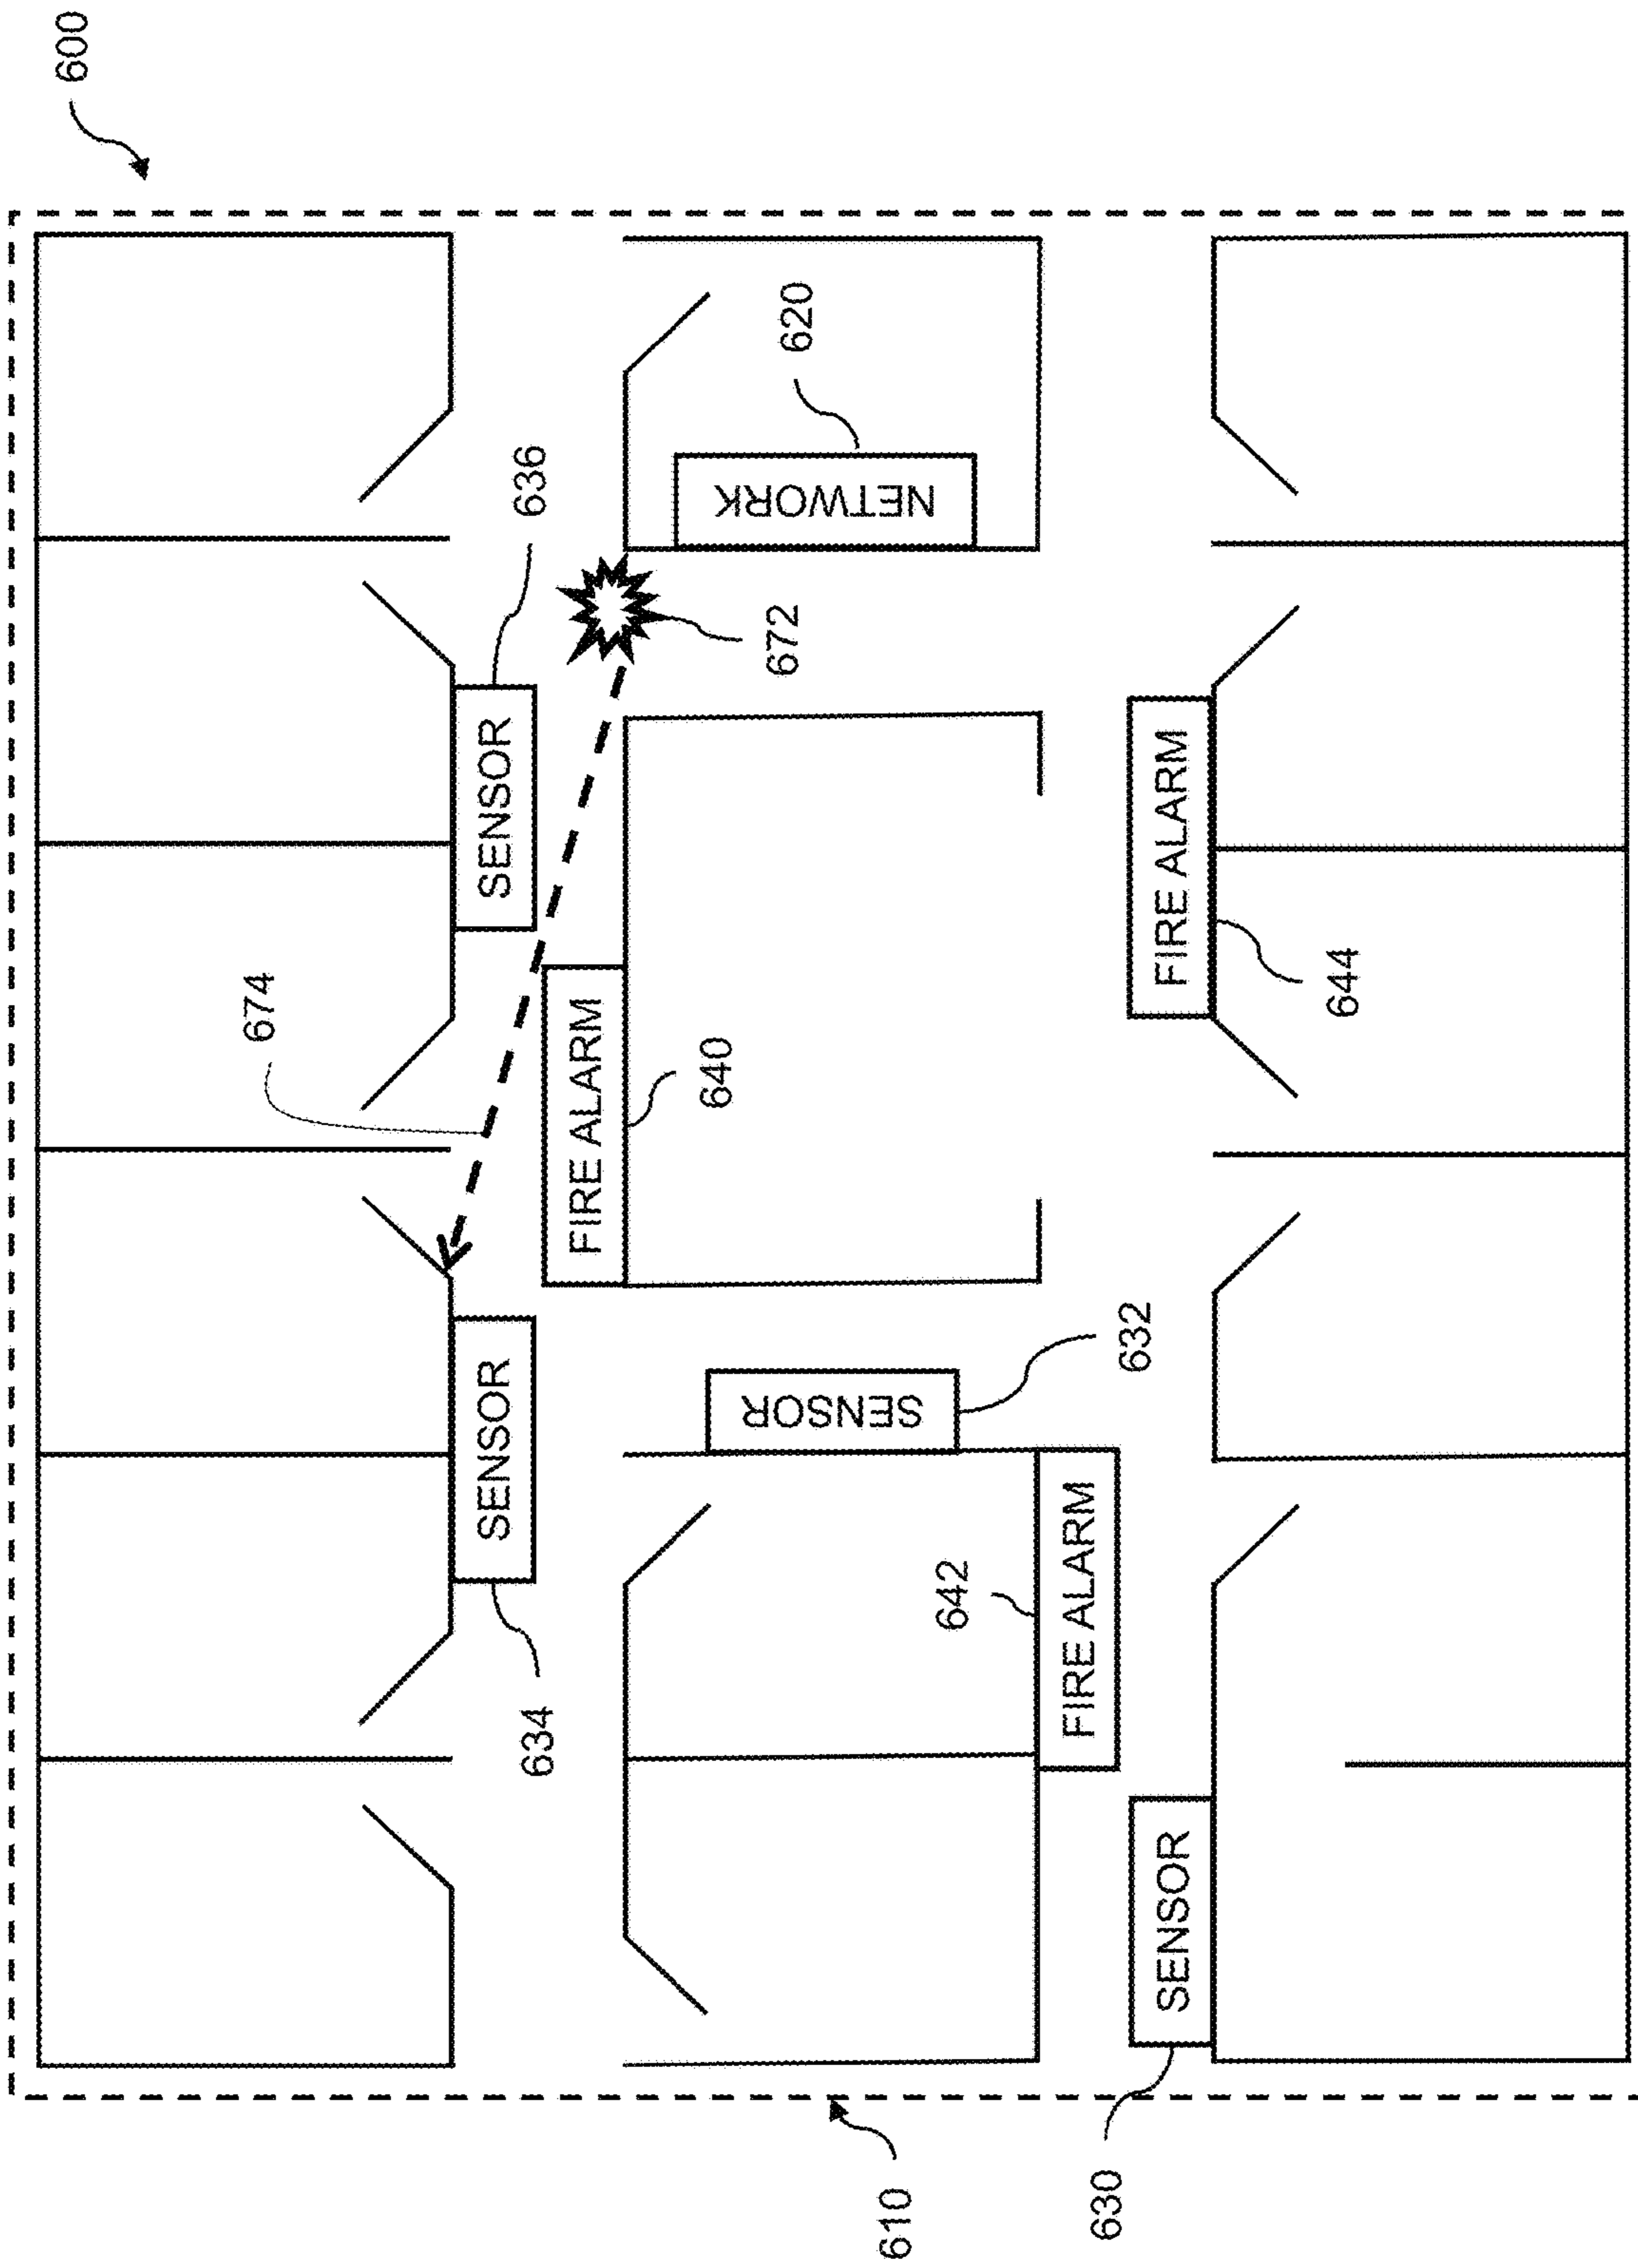 600
636
SENSOR
674
SENSOR
634
672
FIRE ALARM
640
620
NETWORK
SENSOR
632
642
FIRE ALARM
FIRE ALARM
644
SENSOR
630
610